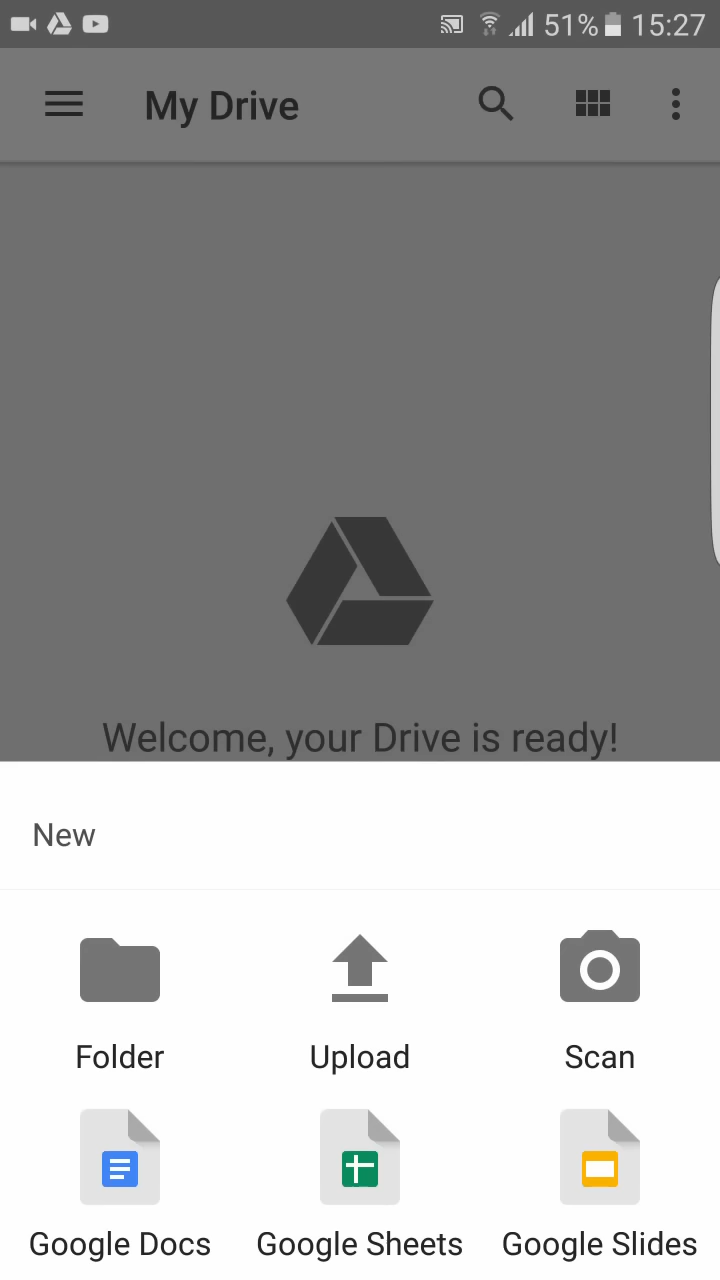 51% 15:27
My Drive
Welcome, your Drive is ready!
New
Folder Upload Scan
Google Docs Google Sheets Google Slides